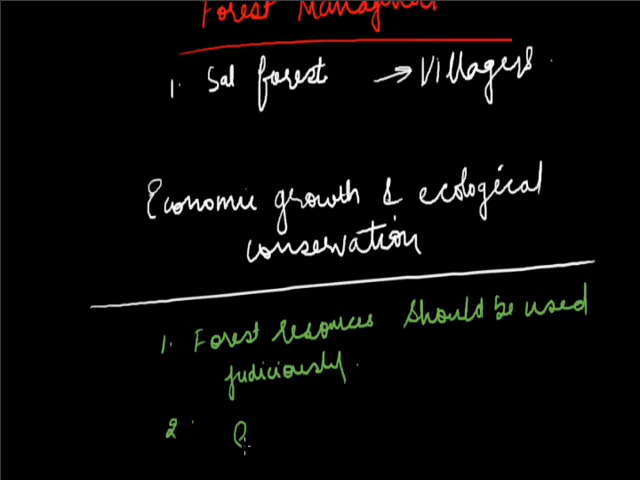 Forest Management
1. Sal forest → Villagers.
Economic growth & ecological
conservation
1. Forest resources should be used
judiciously.
2.